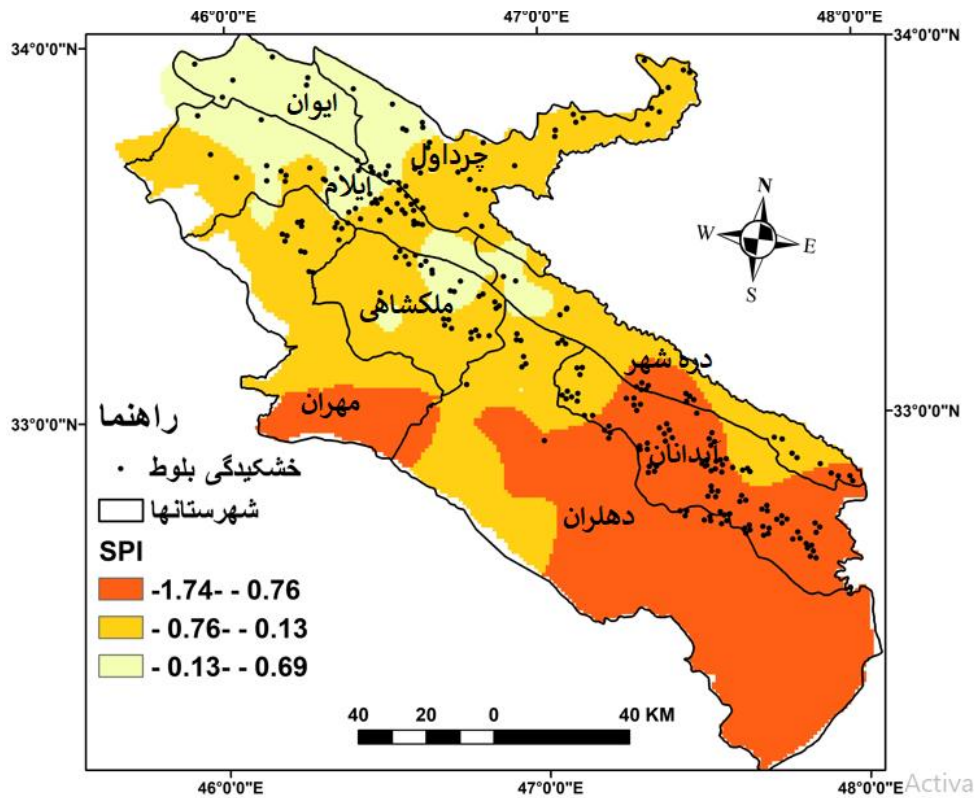 46°0'0"E 47°0'0"E 48°0'0"E
34°0'0"N 34°0'0"N
ایوان
چرداول
ایلام
N
W E
S
ملکشاهی
دره شهر
مهران
33°0'0"N 33°0'0"N
آبدانان
دهلران
راهنما
خشکیدگی بلوط
شهرستانها
SPI
-1.74- - 0.76
- 0.76- - 0.13
- 0.13- - 0.69
40 20 0 40 KM
46°0'0"E 47°0'0"E 48°0'0"E
Activa